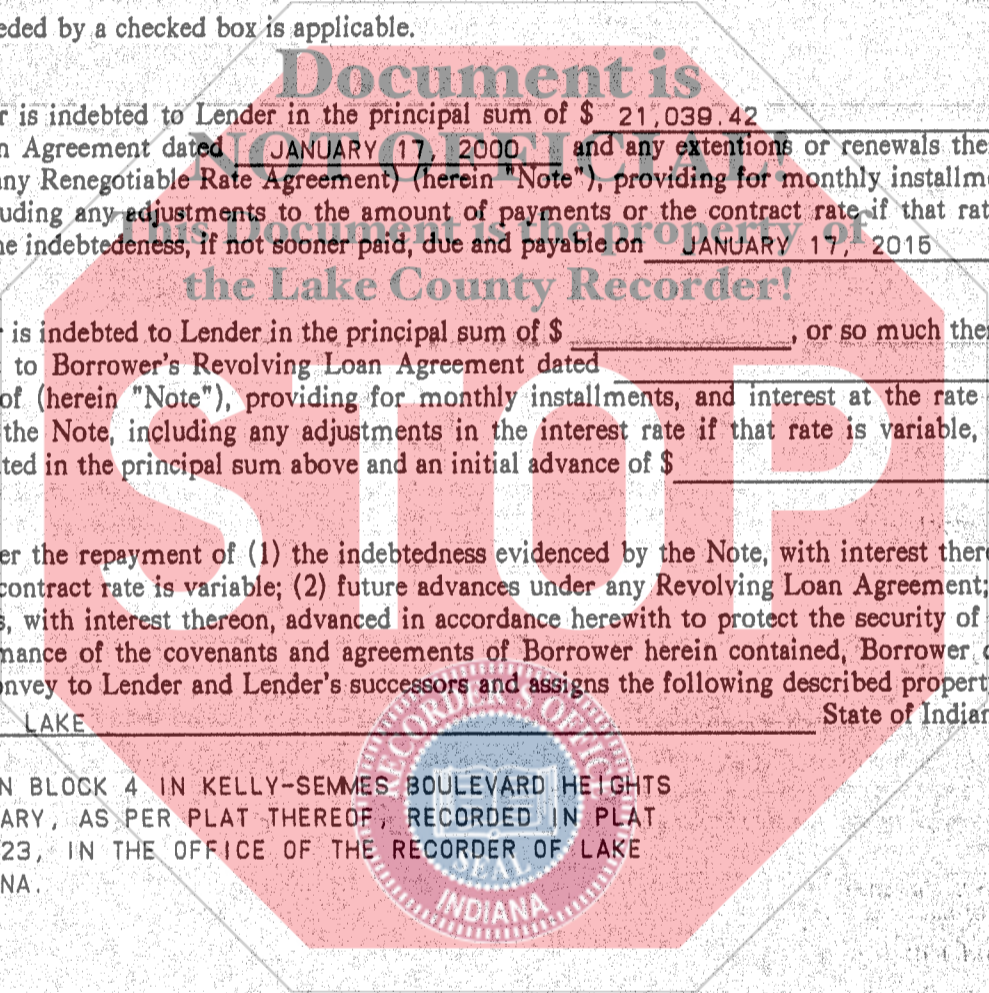 eded by a checked box is applicable.
Document is
r is indebted to Lender in the principal sum of $ 21,039.42
n Agreement dated JANUARY 17, 2000 and any extentions or renewals the
NOT OFFICIAL!
any Renegotiable Rate Agreement) (herein "Note"), providing for monthly installm
uding any adjustments to the amount of payments or the contract rate if that rat
This Document is the property of
he indebtedeness, if not sooner paid, due and payable on JANUARY 17, 2015
the Lake County Recorder!
r is indebted to Lender in the principal sum of $ , or so much the
to Borrower's Revolving Loan Agreement dated
of (herein "Note"), providing for monthly installments, and interest at the rate
the Note, including any adjustments in the interest rate if that rate is variable,
ted in the principal sum above and an initial advance of $
STOP
er the repayment of (1) the indebtedness evidenced by the Note, with interest ther
contract rate is variable; (2) future advances under any Revolving Loan Agreement;
s, with interest thereon, advanced in accordance herewith to protect the security of
mance of the covenants and agreements of Borrower herein contained, Borrower
onvey to Lender and Lender's successors and assigns the following described propert
LAKE State of Indian
RECORDER'S OFFIC
N BLOCK 4 IN KELLY-SEMMES BOULEVARD HEIGHTS
ARY, AS PER PLAT THEREOF, RECORDED IN PLAT
23, IN THE OFFICE OF THE RECORDER OF LAKE
NA.
SEAL
INDIANA